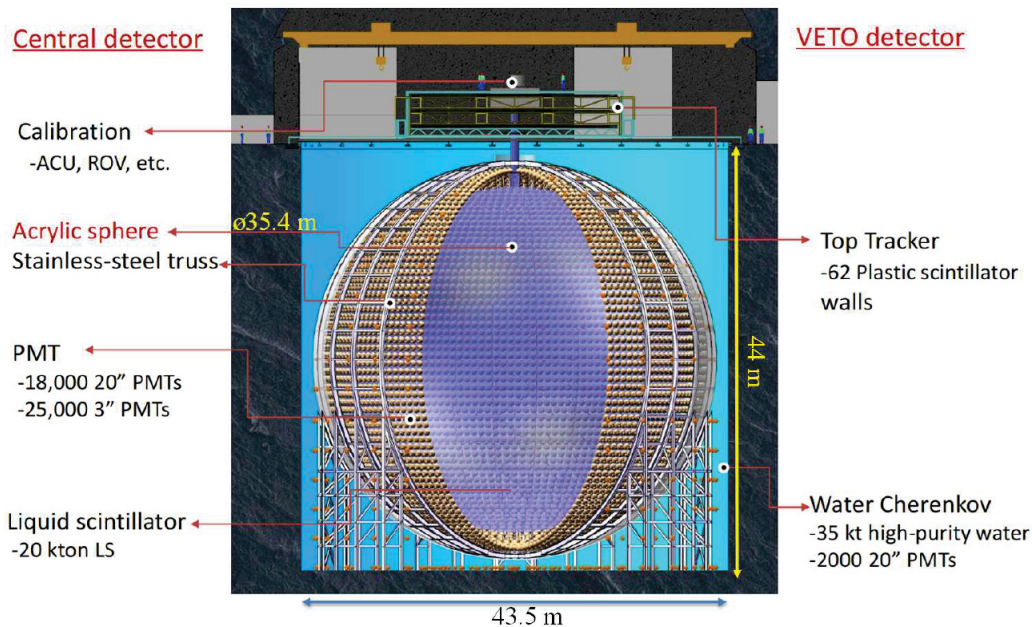 Central detector
VETO detector
Calibration
-ACU, ROV, etc.
ø35.4 m
Acrylic sphere
Stainless-steel truss
Top Tracker
-62 Plastic scintillator
walls
PMT
-18,000 20” PMTs
-25,000 3” PMTs
44 m
Liquid scintillator
-20 kton LS
Water Cherenkov
-35 kt high-purity water
-2000 20” PMTs
43.5 m